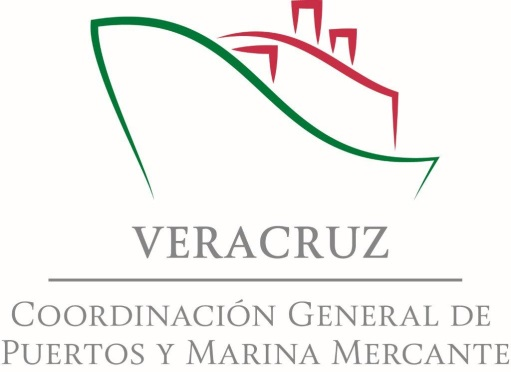 VERACRUZ
COORDINACIÓN GENERAL DE
PUERTOS Y MARINA MERCANTE